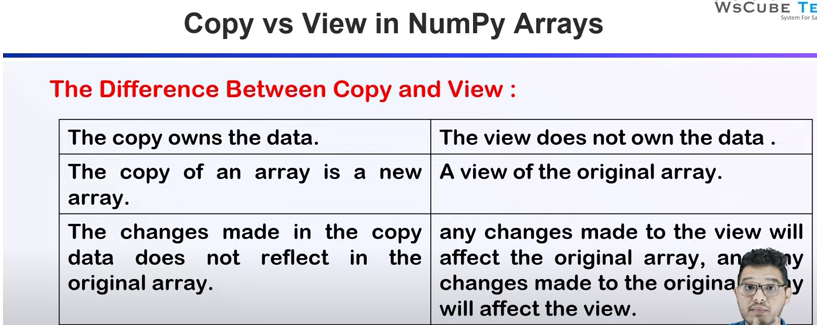 Copy vs View in NumPy Arrays
WsCube Te
System For Sa
The Difference Between Copy and View :
The copy owns the data.
The view does not own the data .
The copy of an array is a new
array.
A view of the original array.
The changes made in the copy
data does not reflect in the
original array.
any changes made to the view will
affect the original array, an
changes made to the origina
will affect the view.